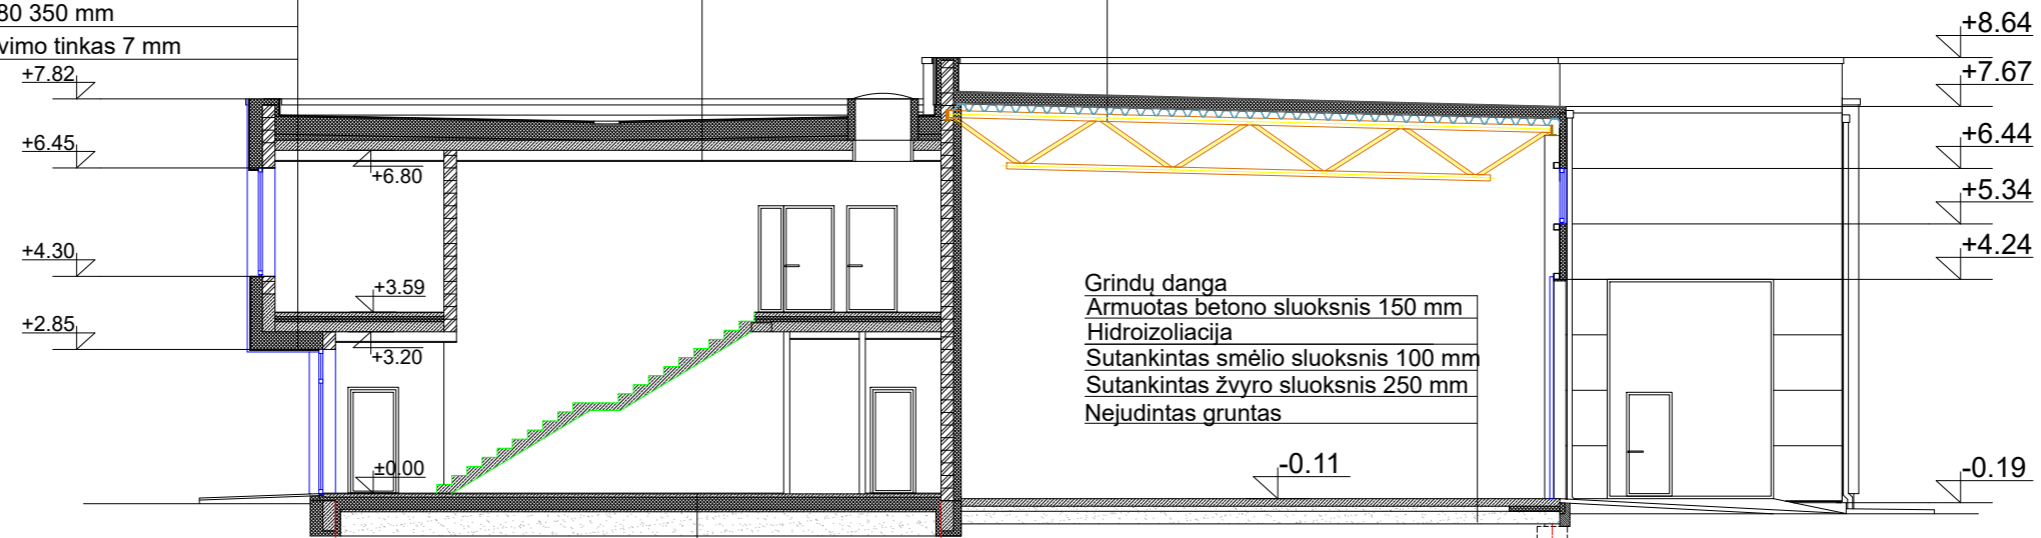 80 350 mm
vimo tinkas 7 mm
+7.82
+6.45
+4.30
+2.85
+6.80
+3.59
+3.20
±0.00
Grindų danga
Armuotas betono sluoksnis 150 mm
Hidroizoliacija
Sutankintas smėlio sluoksnis 100 mm
Sutankintas žvyro sluoksnis 250 mm
Nejudintas gruntas
-0.11
+8.64
+7.67
+6.44
+5.34
+4.24
-0.19